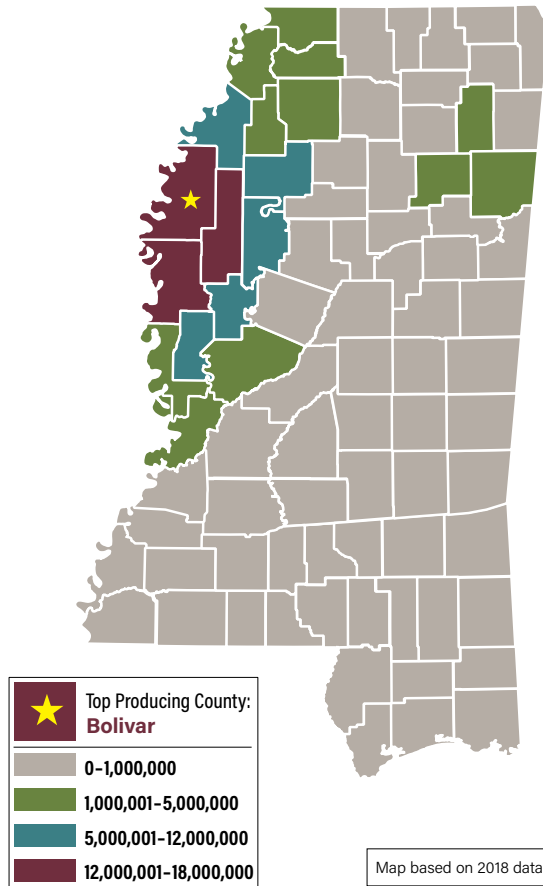 Top Producing County:
Bolivar
0–1,000,000
1,000,001–5,000,000
5,000,001–12,000,000
12,000,001–18,000,000
Map based on 2018 data